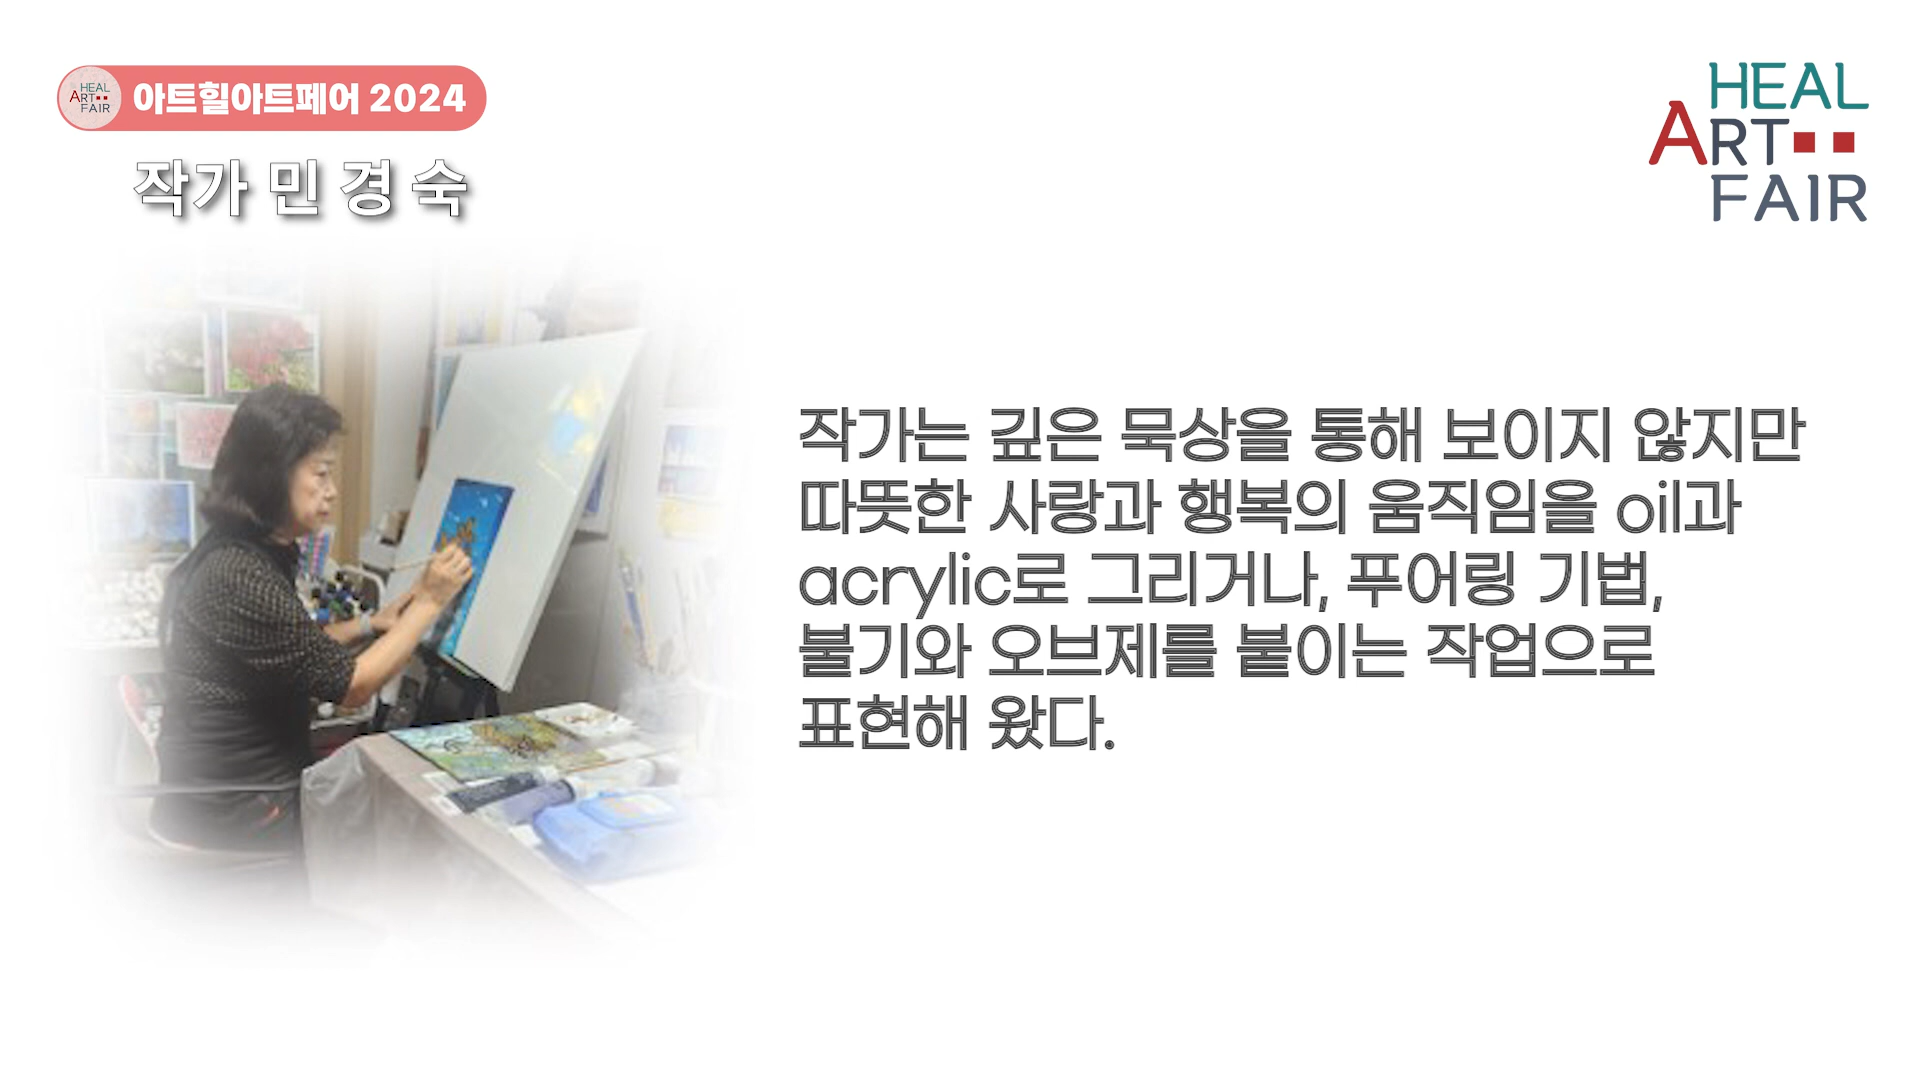 HEAL
ART
FAIR
아트힐아트페어 2024
작가 민 경 숙
HEAL
ART
FAIR
작가는 깊은 묵상을 통해 보이지 않지만
따뜻한 사랑과 행복의 움직임을 oil과
acrylic로 그리거나, 푸어링 기법,
불기와 오브제를 붙이는 작업으로
표현해 왔다.